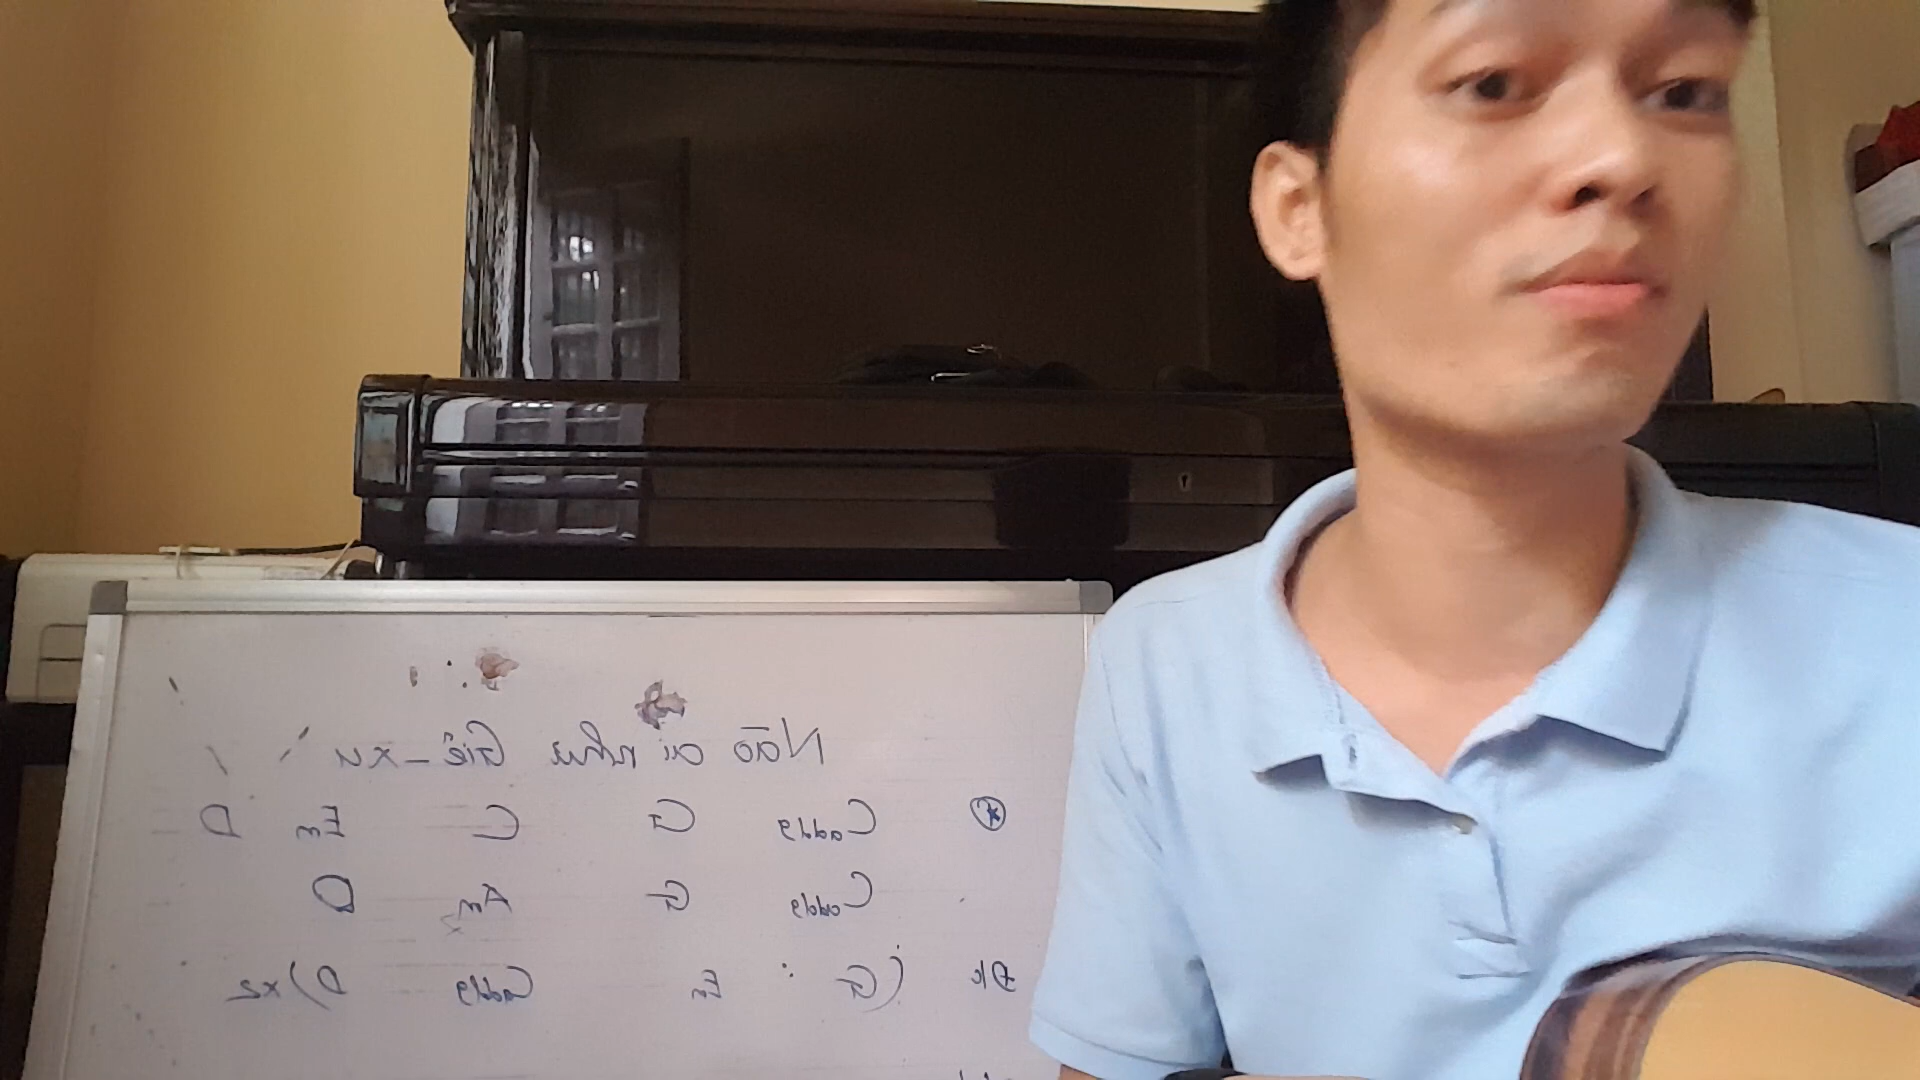 Nào ai như Giê-xu
* Cadd9 G C Em D
Cadd9 G Am D
Đk (G Em Cadd9 D) x2